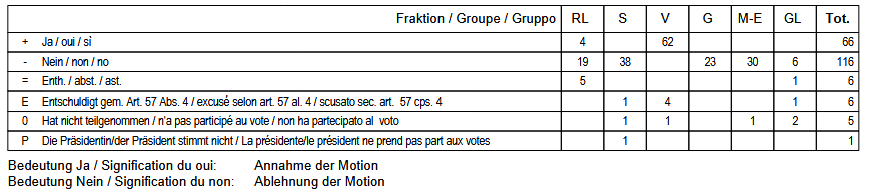 Fraktion / Groupe / Gruppo RL S V G M-E GL Tot.
+ Ja / oui / sì 4 62 66
- Nein / non / no 19 38 23 30 6 116
= Enth. / abst. / ast. 5 1 6
E Entschuldigt gem. Art. 57 Abs. 4 / excusé selon art. 57 al. 4 / scusato sec. art. 57 cps. 4 1 4 1 6
0 Hat nicht teilgenommen / n'a pas participé au vote / non ha partecipato al voto 1 1 1 2 5
P Die Präsidentin/der Präsident stimmt nicht / La présidente/le président ne prend pas part aux votes 1 1
Bedeutung Ja / Signification du oui: Annahme der Motion
Bedeutung Nein / Signification du non: Ablehnung der Motion